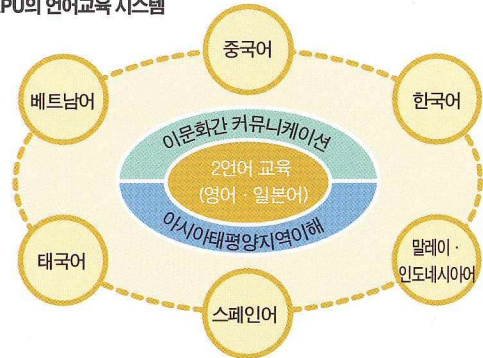 APU의 언어교육 시스템
중국어
베트남어
한국어
이문화간 커뮤니케이션
2언어 교육
(영어 · 일본어)
아시아태평양지역이해
태국어
말레이 ·
인도네시아어
스페인어